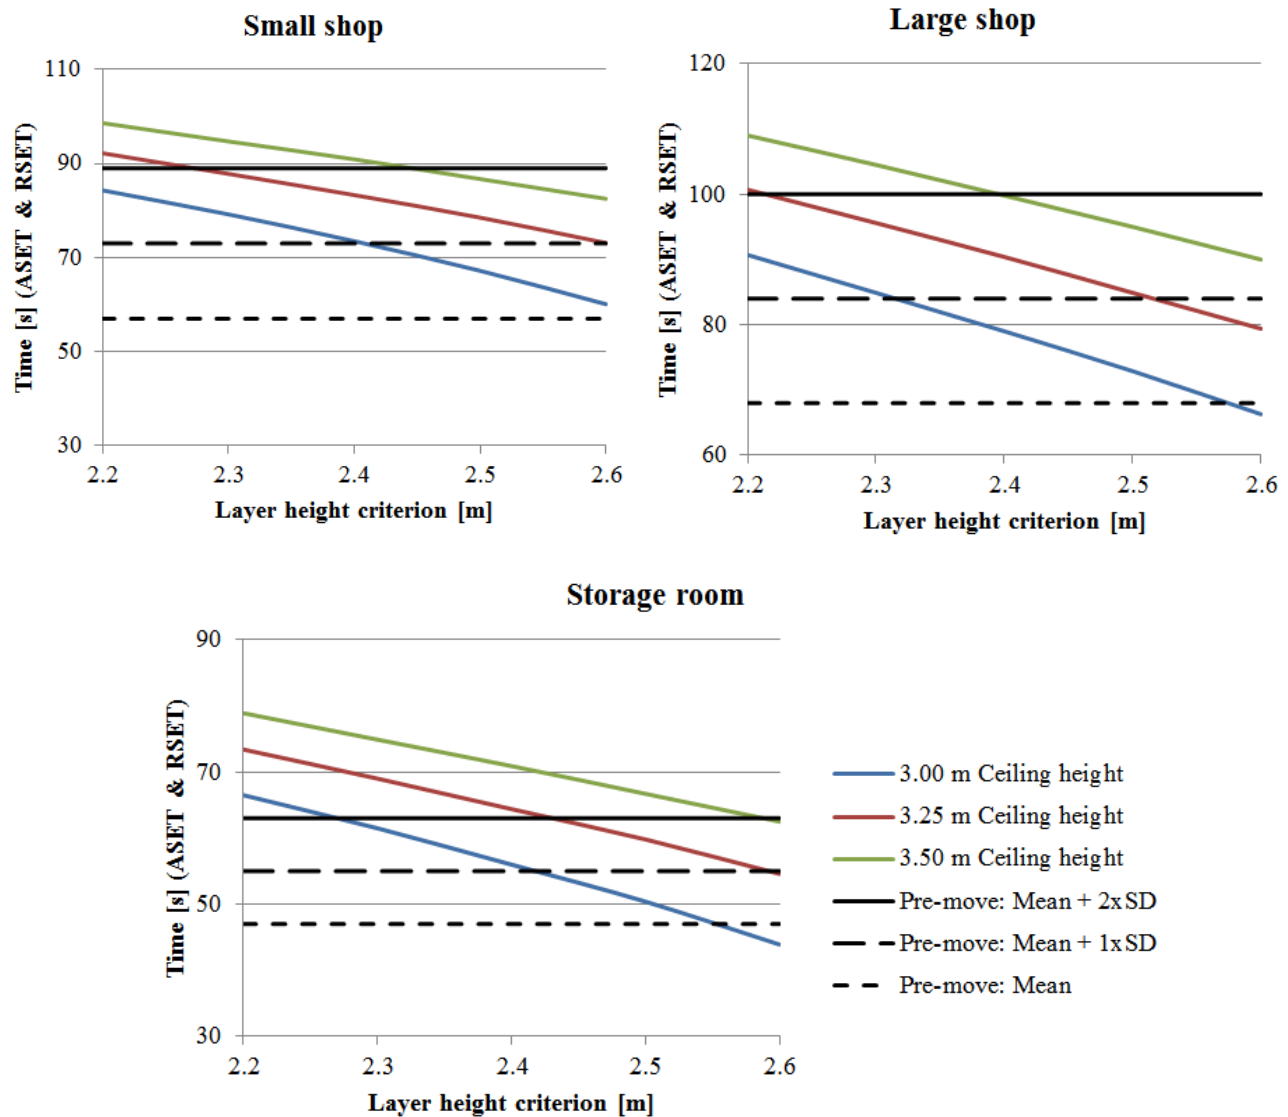 Small shop
110
90
70
50
30
2.2 2.3 2.4 2.5 2.6
Time [s] (ASET & RSET)
Layer height criterion [m]
Large shop
120
100
80
60
2.2 2.3 2.4 2.5 2.6
Time [s] (ASET & RSET)
Layer height criterion [m]
Storage room
90
70
50
30
2.2 2.3 2.4 2.5 2.6
Time [s] (ASET & RSET)
Layer height criterion [m]
3.00 m Ceiling height
3.25 m Ceiling height
3.50 m Ceiling height
Pre-move: Mean + 2xSD
Pre-move: Mean + 1xSD
Pre-move: Mean